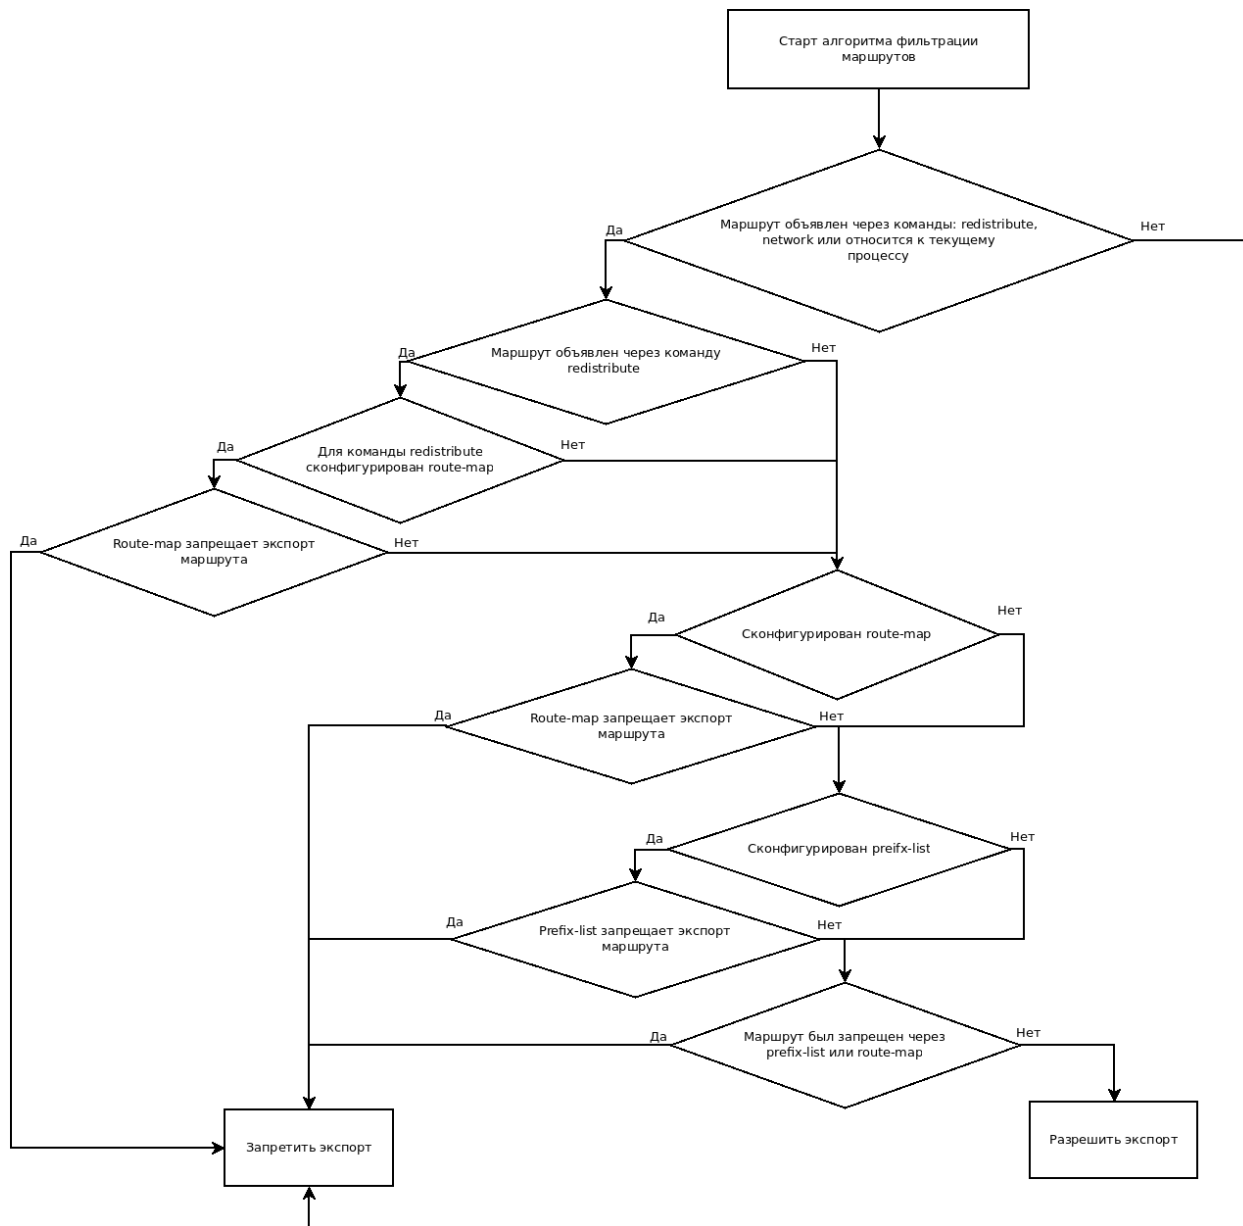 Старт алгоритма фильтрации
маршрутов
Маршрут объявлен через команды: redistribute,
network или относится к текущему
процессу
Да
Нет
Маршрут объявлен через команду
redistribute
Да
Нет
Для команды redistribute
сконфигурирован route-map
Да
Нет
Route-map запрещает экспорт
маршрута
Да
Нет
Сконфигурирован route-map
Да
Нет
Route-map запрещает экспорт
маршрута
Да
Нет
Сконфигурирован preifx-list
Да
Нет
Prefix-list запрещает экспорт
маршрута
Да
Нет
Маршрут был запрещен через
prefix-list или route-map
Да
Нет
Запретить экспорт
Разрешить экспорт